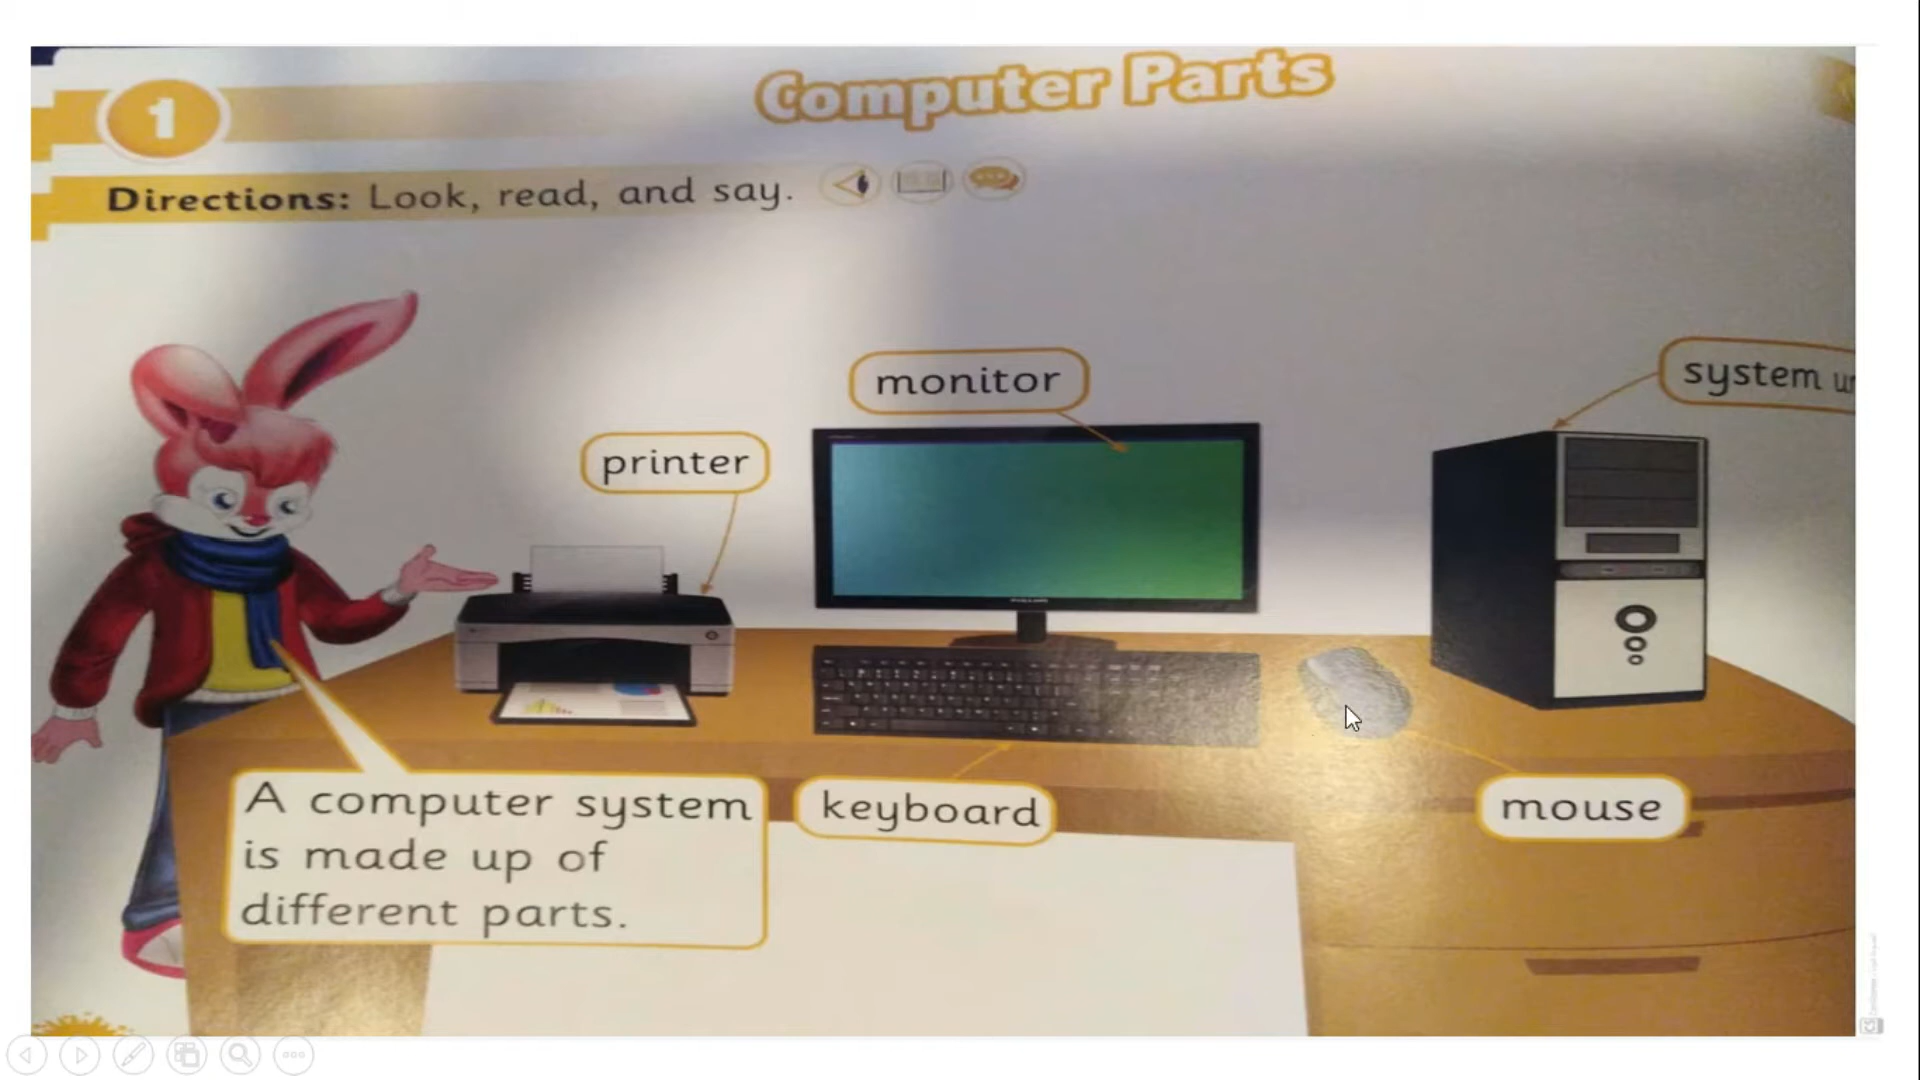 1
Computer Parts
Directions: Look, read, and say.
monitor
system
printer
A computer system
is made up of
different parts.
keyboard
mouse